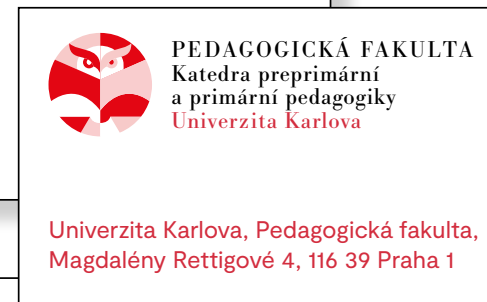 PEDAGOGICKÁ FAKULTA
Katedra preprimární
a primární pedagogiky
Univerzita Karlova
Univerzita Karlova, Pedagogická fakulta,
Magdalény Rettigové 4, 116 39 Praha 1